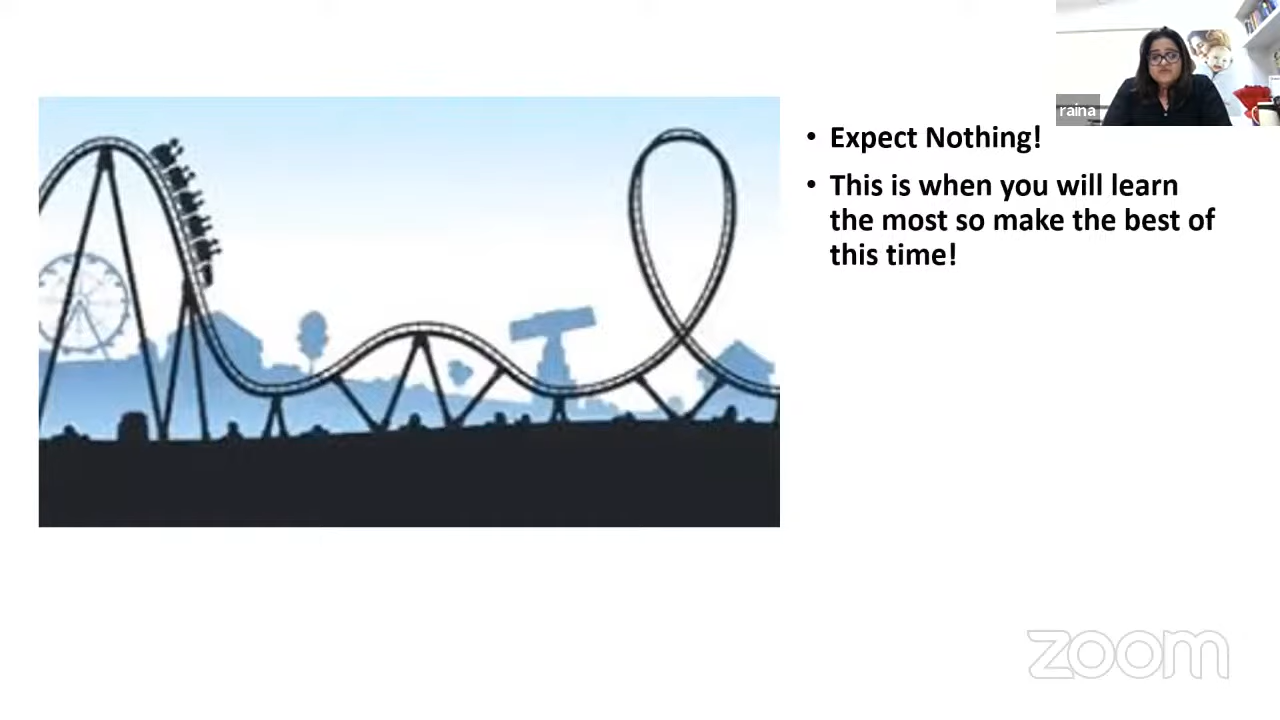 raina
• Expect Nothing!
• This is when you will learn
the most so make the best of
this time!
zoom